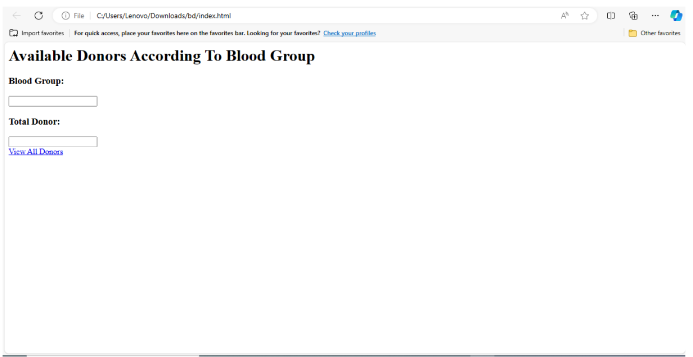 File C:/Users/Lenovo/Downloads/bd/index.html
Import favorites For quick access, place your favorites here on the favorites bar. Looking for your favorites? Check your profiles Other favorites
Available Donors According To Blood Group
Blood Group:
Total Donor:
View All Donors